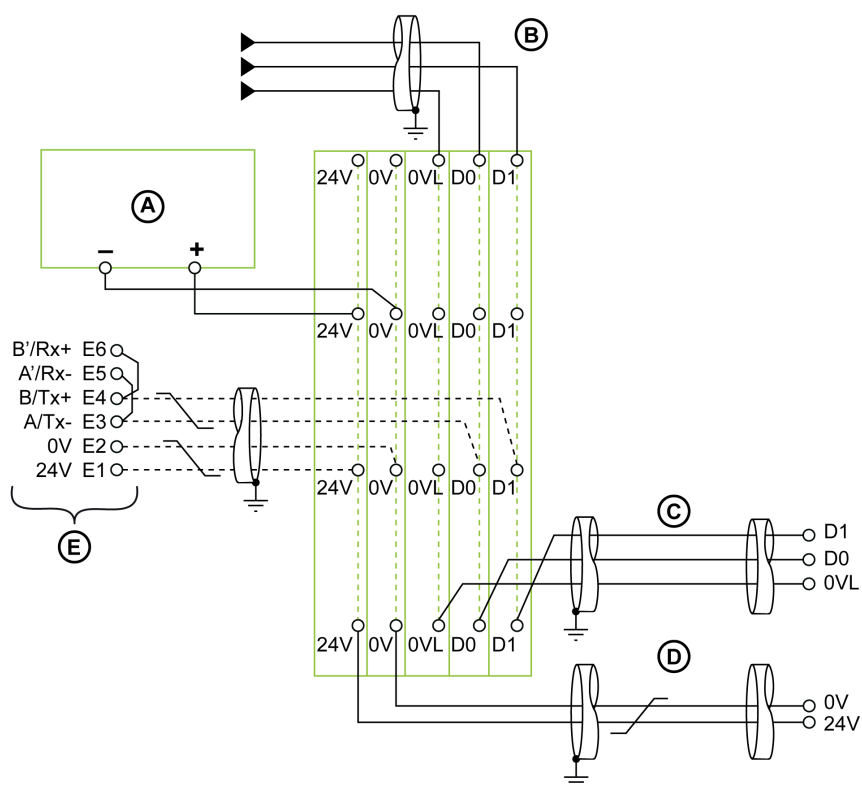 B
A
− +
24V 0V 0VL D0 D1
24V 0V 0VL D0 D1
B’/Rx+ E6
A’/Rx- E5
B/Tx+ E4
A/Tx- E3
0V E2
24V E1
24V 0V 0VL D0 D1
E
C
D1
D0
0VL
24V 0V 0VL D0 D1
D
0V
24V